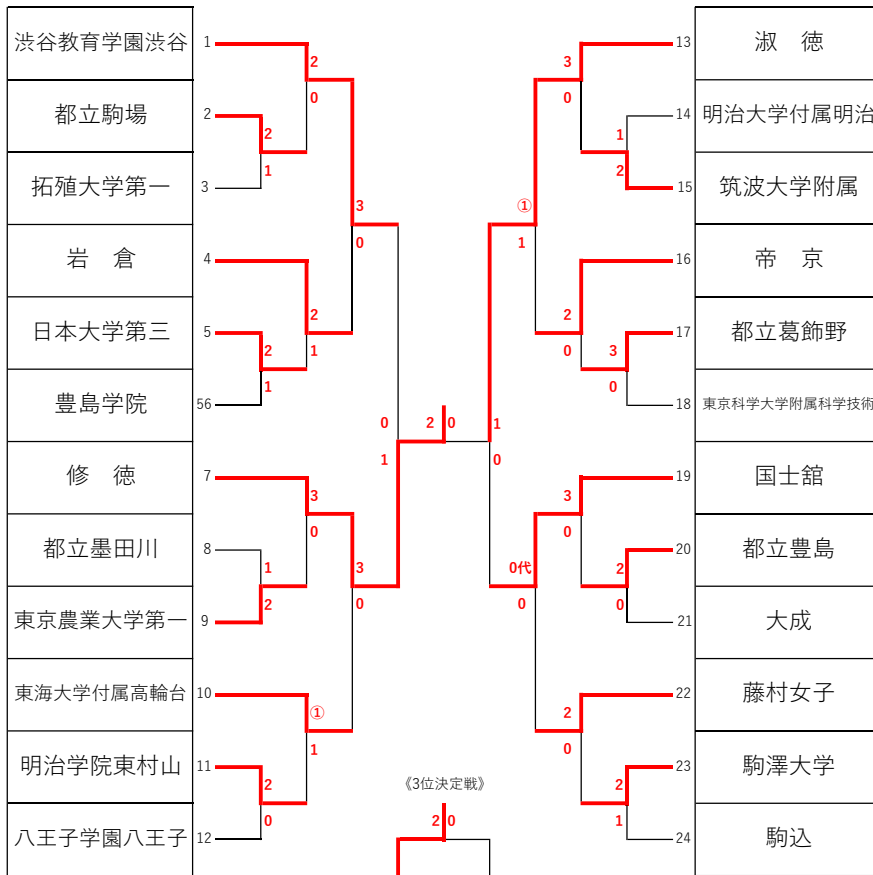 渋谷教育学園渋谷 1
都立駒場 2
拓殖大学第一 3
岩 倉 4
日本大学第三 5
豊島学院 56
修 徳 7
都立墨田川 8
東京農業大学第一 9
東海大学付属高輪台 10
明治学院東村山 11
八王子学園八王子 12
2
0
2
1
3
0
2
1
2
1
0
1
3
0
1
2
3
0
①
1
2
0
2 0
《3位決定戦》
2 0
3
0
1
2
①
1
2
0
3
0
1
0
3
0
2
0
0代
0
2
0
2
1
13 淑 徳
14 明治大学付属明治
15 筑波大学附属
16 帝 京
17 都立葛飾野
18 東京科学大学附属科学技術
19 国士舘
20 都立豊島
21 大成
22 藤村女子
23 駒澤大学
24 駒込